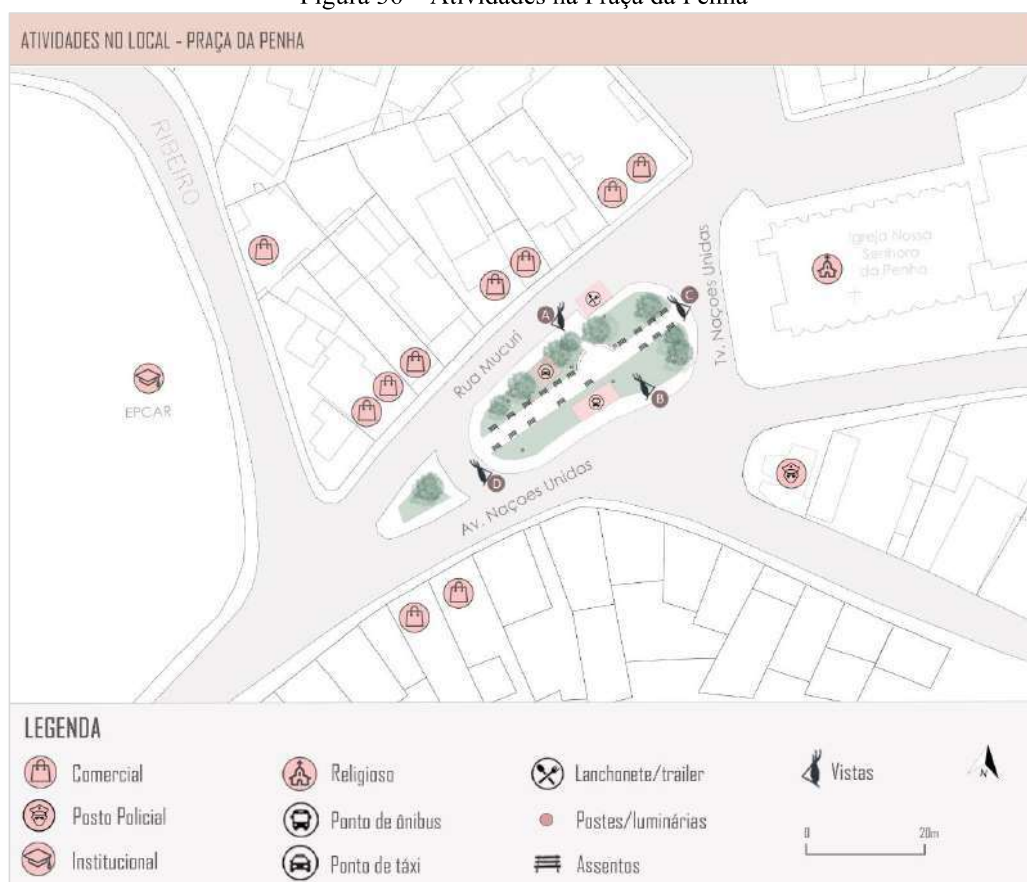 Figura 50 – Atividades na Praça da Penha
ATIVIDADES NO LOCAL - PRAÇA DA PENHA
RIBEIRO
Igreja Nossa
Senhora
da Penha
Tv. Nações Unidas
C
A
Rua Mucuri
EPCAR
B
D
Av. Nações Unidas
LEGENDA
Comercial
Posto Policial
Institucional
Religioso
Ponto de ônibus
Ponto de táxi
Lanchonete/trailer
Postes/luminárias
Assentos
Vistas
N
0 20m